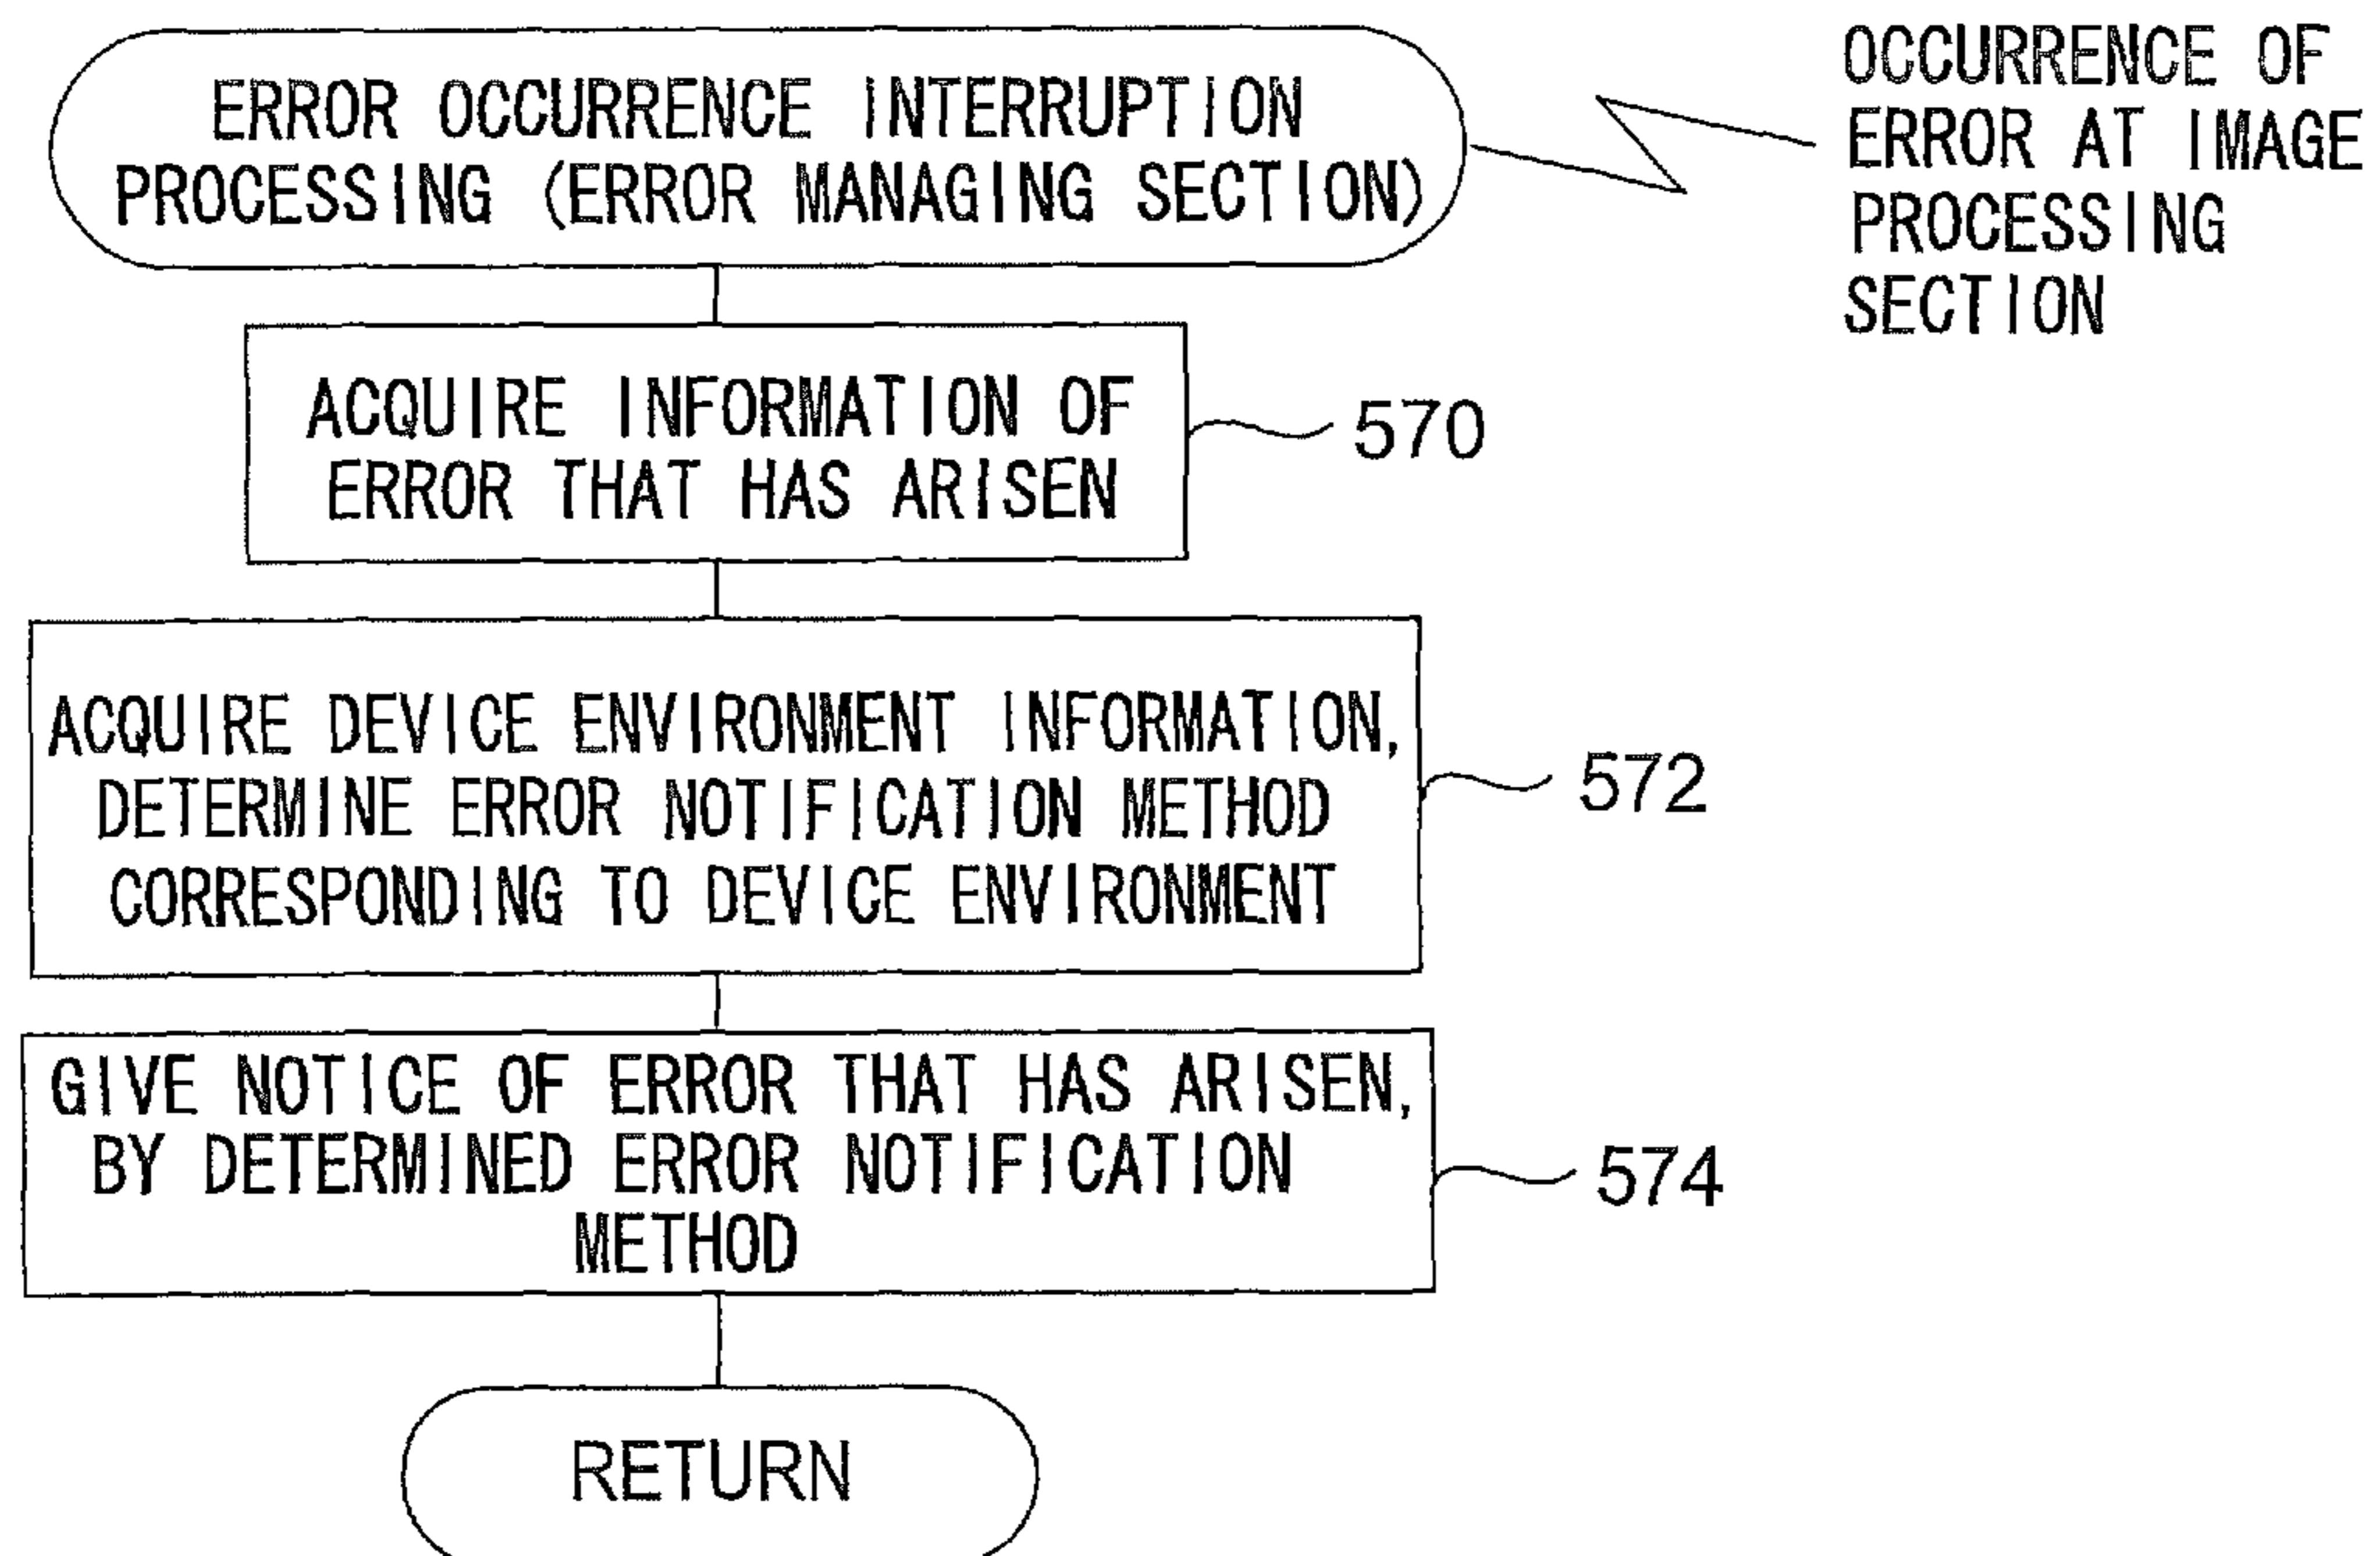 ERROR OCCURRENCE INTERRUPTION
PROCESSING (ERROR MANAGING SECTION)
OCCURRENCE OF
ERROR AT IMAGE
PROCESSING
SECTION
ACQUIRE INFORMATION OF
ERROR THAT HAS ARISEN
570
ACQUIRE DEVICE ENVIRONMENT INFORMATION,
DETERMINE ERROR NOTIFICATION METHOD
CORRESPONDING TO DEVICE ENVIRONMENT
572
GIVE NOTICE OF ERROR THAT HAS ARISEN,
BY DETERMINED ERROR NOTIFICATION
METHOD
574
RETURN